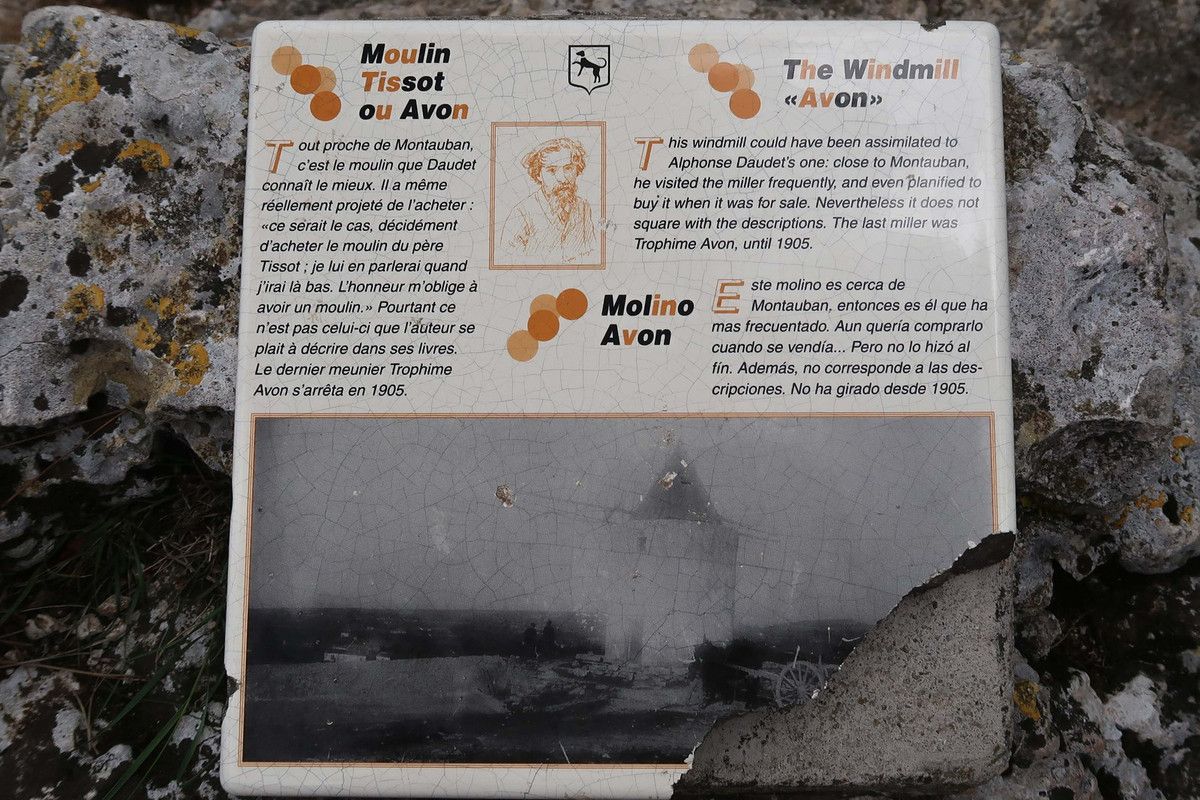 Moulin
Tissot
ou Avon
Tout proche de Montauban,
c'est le moulin que Daudet
connaît le mieux. Il a même
réellement projeté de l'acheter :
«ce serait le cas, décidément
d'acheter le moulin du père
Tissot ; je lui en parlerai quand
j'irai là bas. L'honneur m'oblige à
avoir un moulin.» Pourtant ce
n'est pas celui-ci que l'auteur se
plait à décrire dans ses livres.
Le dernier meunier Trophime
Avon s'arrêta en 1905.
The Windmill
«Avon»
This windmill could have been assimilated to
Alphonse Daudet's one: close to Montauban,
he visited the miller frequently, and even planified to
buy it when it was for sale. Nevertheless it does not
square with the descriptions. The last miller was
Trophime Avon, until 1905.
Molino
Avon
Este molino es cerca de
Montauban, entonces es él que ha
mas frecuentado. Aun quería comprarlo
cuando se vendía... Pero no lo hizó al
fín. Además, no corresponde a las des-
cripciones. No ha girado desde 1905.